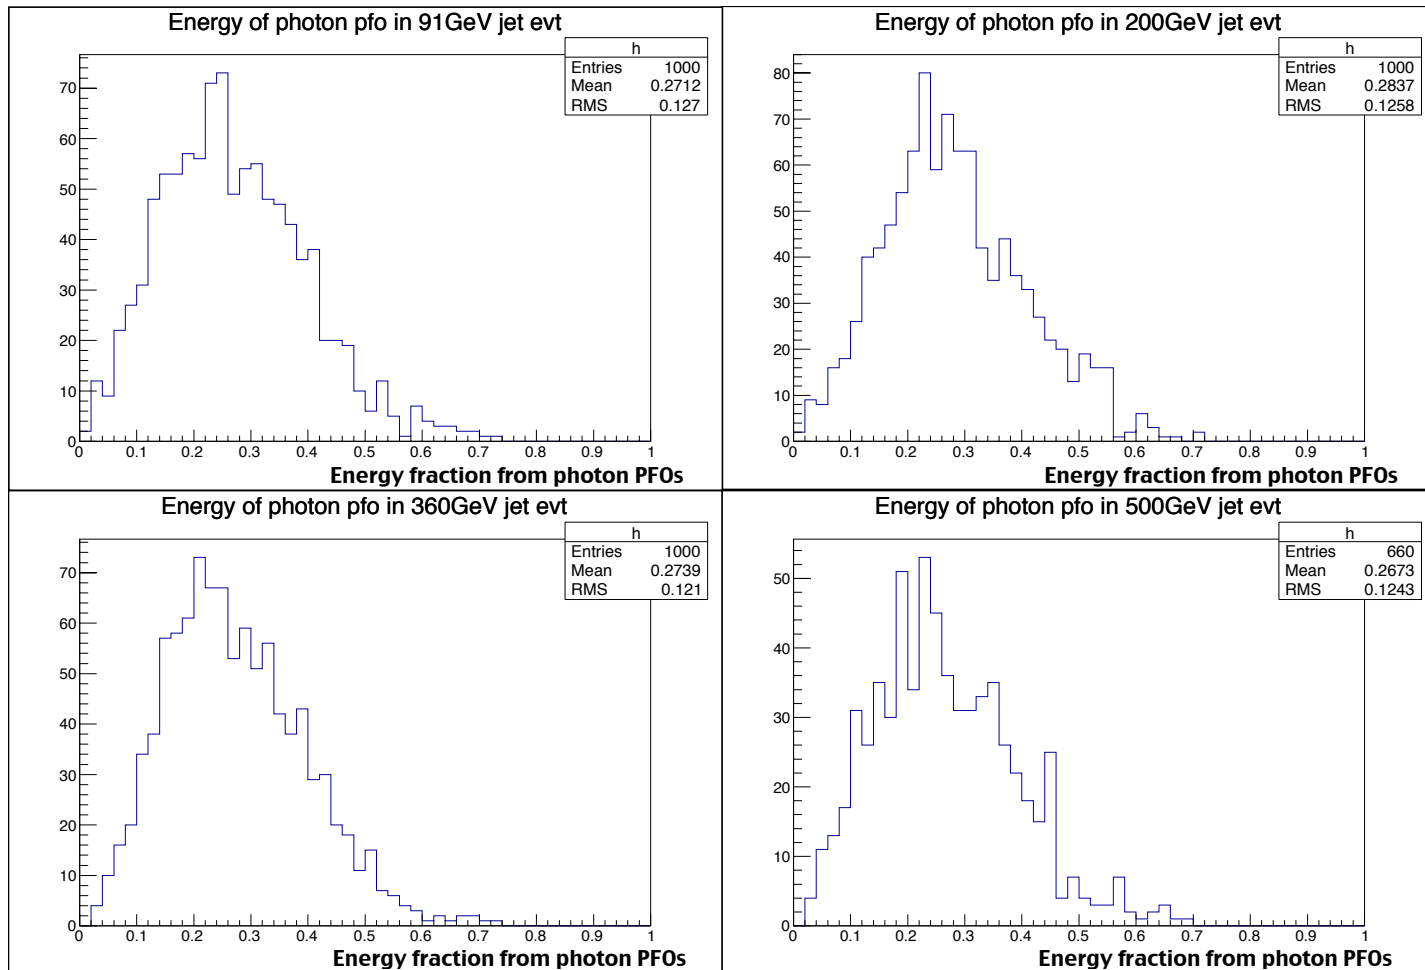 Energy of photon pfo in 91GeV jet evt
h
Entries 1000
Mean 0.2712
RMS 0.127
70
60
50
40
30
20
10
0
0 0.1 0.2 0.3 0.4 0.5 0.6 0.7 0.8 0.9 1
Energy fraction from photon PFOs
Energy of photon pfo in 200GeV jet evt
h
Entries 1000
Mean 0.2837
RMS 0.1258
80
70
60
50
40
30
20
10
0
0 0.1 0.2 0.3 0.4 0.5 0.6 0.7 0.8 0.9 1
Energy fraction from photon PFOs
Energy of photon pfo in 360GeV jet evt
h
Entries 1000
Mean 0.2739
RMS 0.121
70
60
50
40
30
20
10
0
0 0.1 0.2 0.3 0.4 0.5 0.6 0.7 0.8 0.9 1
Energy fraction from photon PFOs
Energy of photon pfo in 500GeV jet evt
h
Entries 660
Mean 0.2673
RMS 0.1243
50
40
30
20
10
0
0 0.1 0.2 0.3 0.4 0.5 0.6 0.7 0.8 0.9 1
Energy fraction from photon PFOs